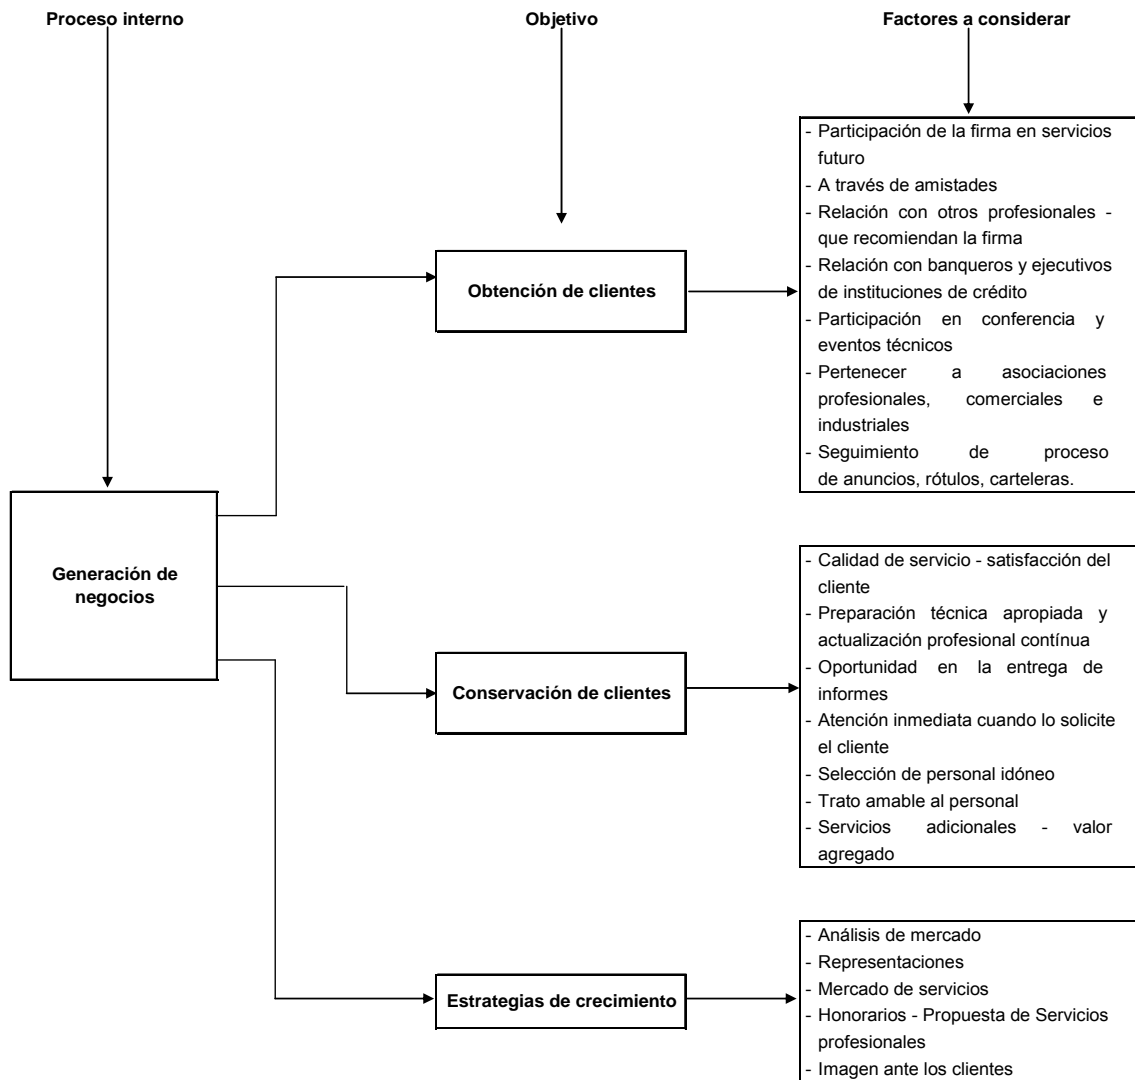 Proceso interno
Objetivo
Factores a considerar
- Participación de la firma en servicios
futuro
- A través de amistades
- Relación con otros profesionales -
que recomiendan la firma
- Relación con banqueros y ejecutivos
de instituciones de crédito
- Participación en conferencia y
eventos técnicos
- Pertenecer a asociaciones
profesionales, comerciales e
industriales
- Seguimiento de proceso
de anuncios, rótulos, carteleras.
Obtención de clientes
Generación de
negocios
- Calidad de servicio - satisfacción del
cliente
- Preparación técnica apropiada y
actualización profesional contínua
- Oportunidad en la entrega de
informes
- Atención inmediata cuando lo solicite
el cliente
- Selección de personal idóneo
- Trato amable al personal
- Servicios adicionales - valor
agregado
Conservación de clientes
Estrategias de crecimiento
- Análisis de mercado
- Representaciones
- Mercado de servicios
- Honorarios - Propuesta de Servicios
profesionales
- Imagen ante los clientes